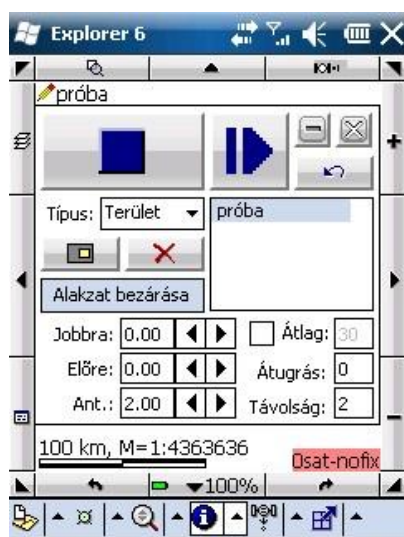 Explorer 6
próba
Típus: Terület
próba
Alakzat bezárása
Jobbra: 0.00 Átlag: 30
Előre: 0.00 Átugrás: 0
Ant.: 2.00 Távolság: 2
100 km, M=1:4363636
0sat-nofix
100%